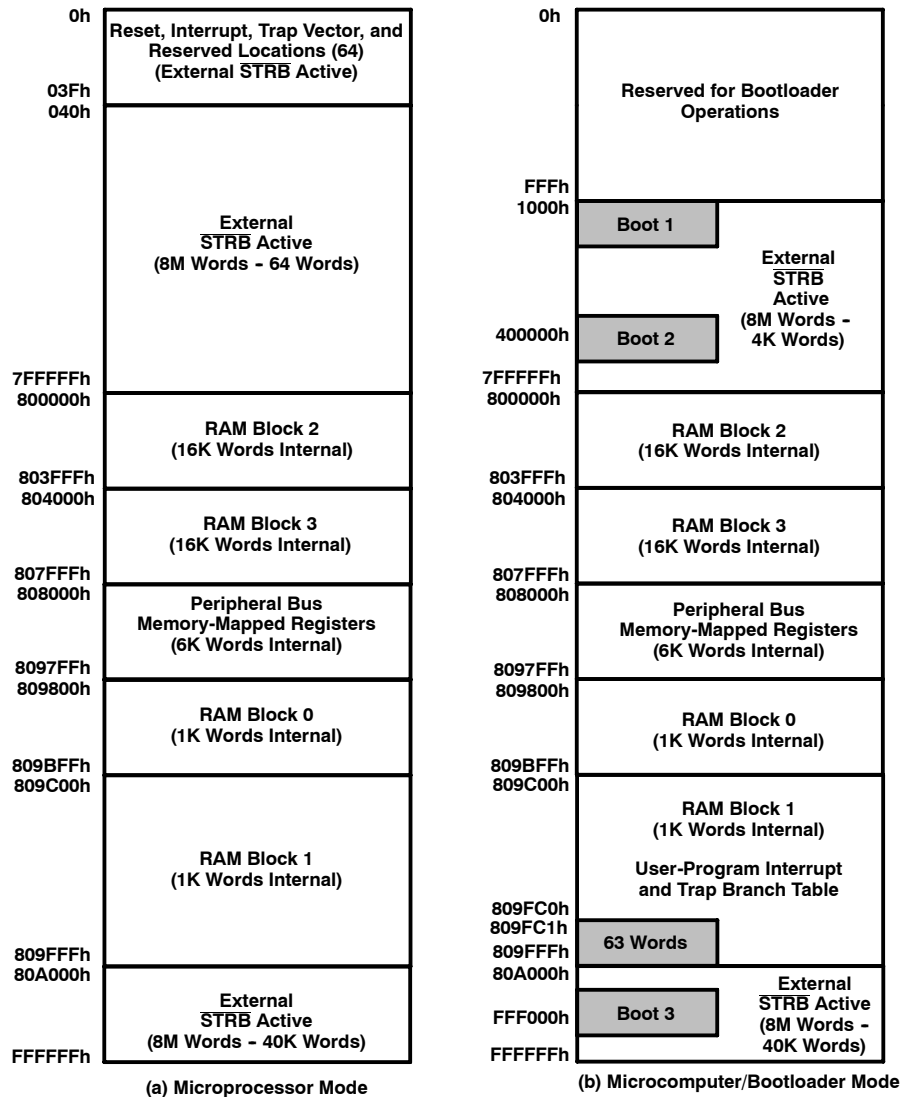 0h
Reset, Interrupt, Trap Vector, and
Reserved Locations (64)
(External STRB Active)
03Fh
040h
External
STRB Active
(8M Words - 64 Words)
7FFFFFh
800000h
RAM Block 2
(16K Words Internal)
803FFFh
804000h
RAM Block 3
(16K Words Internal)
807FFFh
808000h
Peripheral Bus
Memory-Mapped Registers
(6K Words Internal)
8097FFh
809800h
RAM Block 0
(1K Words Internal)
809BFFh
809C00h
RAM Block 1
(1K Words Internal)
809FFFh
80A000h
External
STRB Active
(8M Words - 40K Words)
FFFFFFh
(a) Microprocessor Mode
0h
Reserved for Bootloader
Operations
FFFh
1000h
Boot 1
External
STRB
Active
(8M Words -
4K Words)
400000h
Boot 2
7FFFFFh
800000h
RAM Block 2
(16K Words Internal)
803FFFh
804000h
RAM Block 3
(16K Words Internal)
807FFFh
808000h
Peripheral Bus
Memory-Mapped Registers
(6K Words Internal)
8097FFh
809800h
RAM Block 0
(1K Words Internal)
809BFFh
809C00h
RAM Block 1
(1K Words Internal)
User-Program Interrupt
and Trap Branch Table
809FC0h
809FC1h
63 Words
809FFFh
80A000h
External
STRB Active
(8M Words -
40K Words)
Boot 3
FFF000h
FFFFFFh
(b) Microcomputer/Bootloader Mode